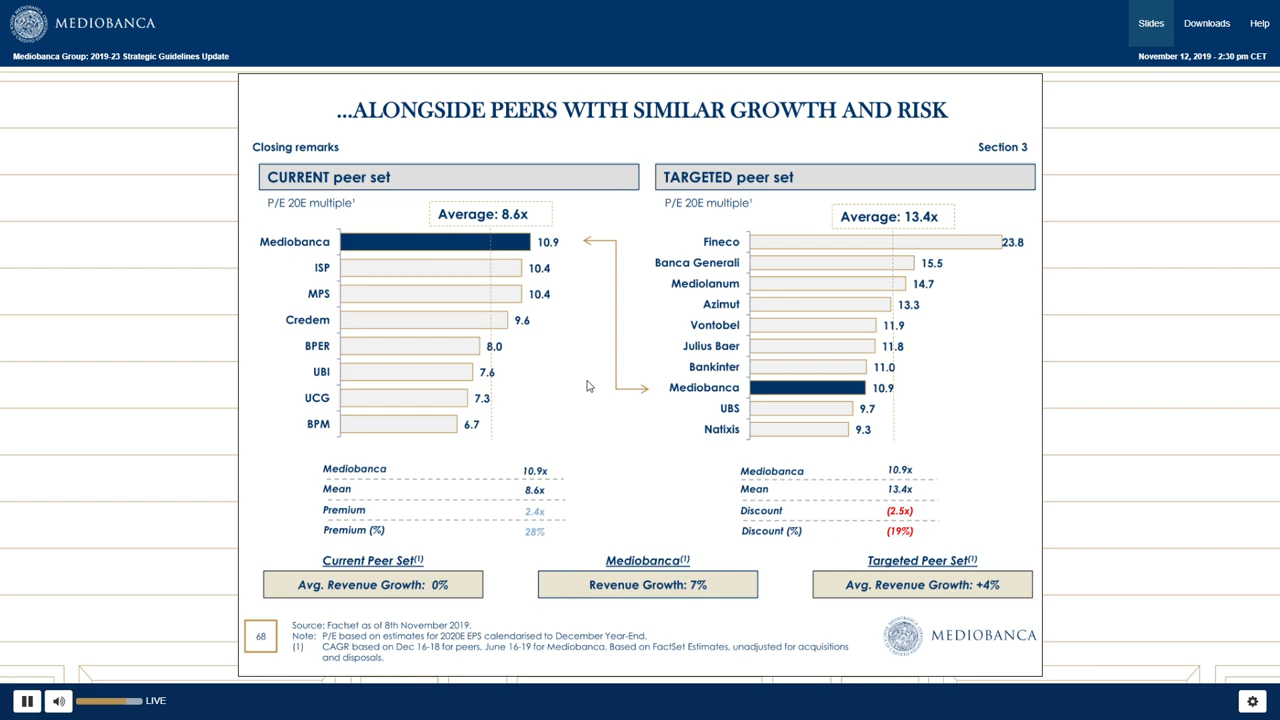 MEDIOBANCA
Slides
Downloads
Help
Mediobanca Group: 2019-23 Strategic Guidelines Update
November 12, 2019 - 2:30 pm CET
...ALONGSIDE PEERS WITH SIMILAR GROWTH AND RISK
Closing remarks
Section 3
CURRENT peer set
P/E 20E multiple¹
Average: 8.6x
Mediobanca 10.9
ISP 10.4
MPS 10.4
Credem 9.6
BPER 8.0
UBI 7.6
UCG 7.3
BPM 6.7
Mediobanca 10.9x
Mean 8.6x
Premium 2.4x
Premium (%) 28%
TARGETED peer set
P/E 20E multiple¹
Average: 13.4x
Fineco 23.8
Banca Generali 15.5
Mediolanum 14.7
Azimut 13.3
Vontobel 11.9
Julius Baer 11.8
Bankinter 11.0
Mediobanca 10.9
UBS 9.7
Natixis 9.3
Mediobanca 10.9x
Mean 13.4x
Discount (2.5x)
Discount (%) (19%)
Current Peer Set(1)
Avg. Revenue Growth: 0%
Mediobanca(1)
Revenue Growth: 7%
Targeted Peer Set(1)
Avg. Revenue Growth: +4%
68
Source: Factset as of 8th November 2019.
Note: P/E based on estimates for 2020E EPS calendarised to December Year-End.
(1) CAGR based on Dec 16-18 for peers, June 16-19 for Mediobanca. Based on FactSet Estimates, unadjusted for acquisitions
and disposals.
MEDIOBANCA
LIVE